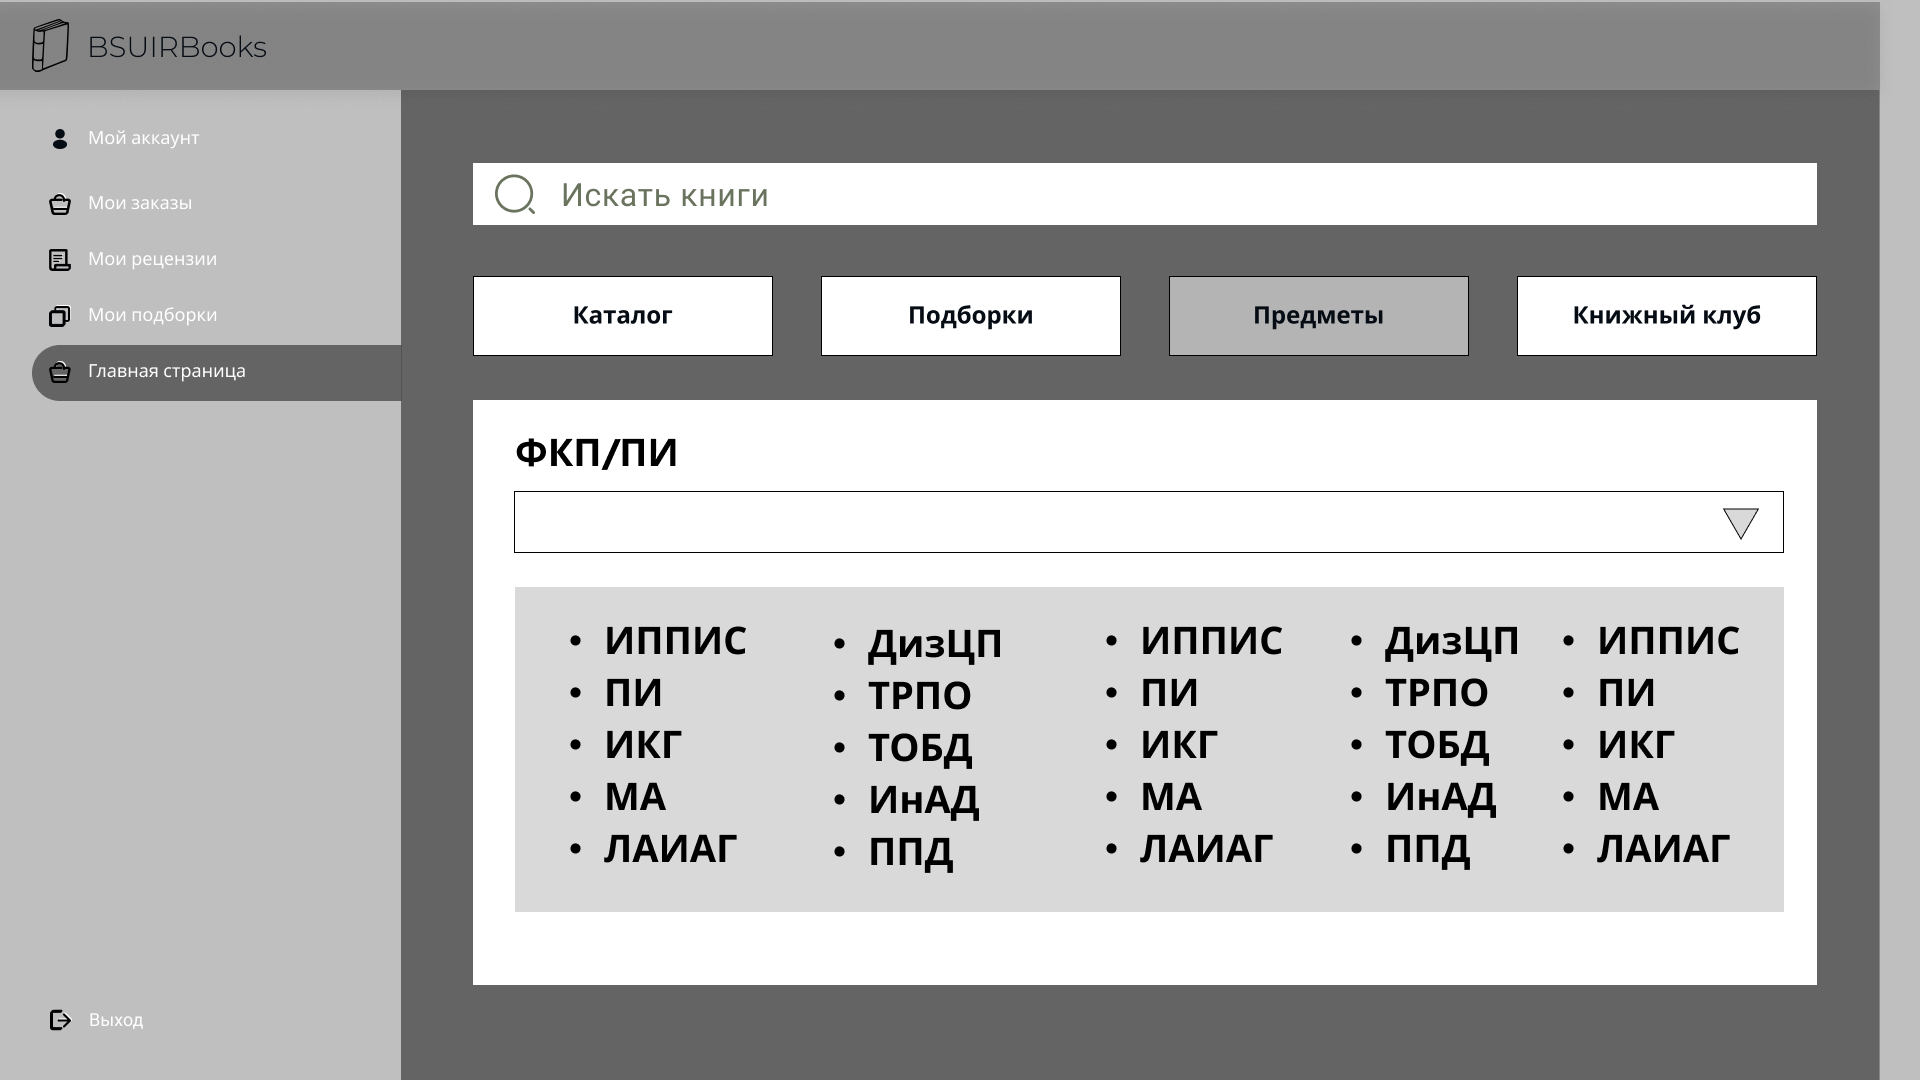 BSUIRBooks
Мой аккаунт
Мои заказы
Мои рецензии
Мои подборки
Главная страница
Выход
Искать книги
Каталог
Подборки
Предметы
Книжный клуб
ФКП/ПИ
• ИППИС
• ПИ
• ИКГ
• МА
• ЛАИАГ
• ДизЦП
• ТРПО
• ТОБД
• ИнАД
• ППД
• ИППИС
• ПИ
• ИКГ
• МА
• ЛАИАГ
• ДизЦП
• ТРПО
• ТОБД
• ИнАД
• ППД
• ИППИС
• ПИ
• ИКГ
• МА
• ЛАИАГ